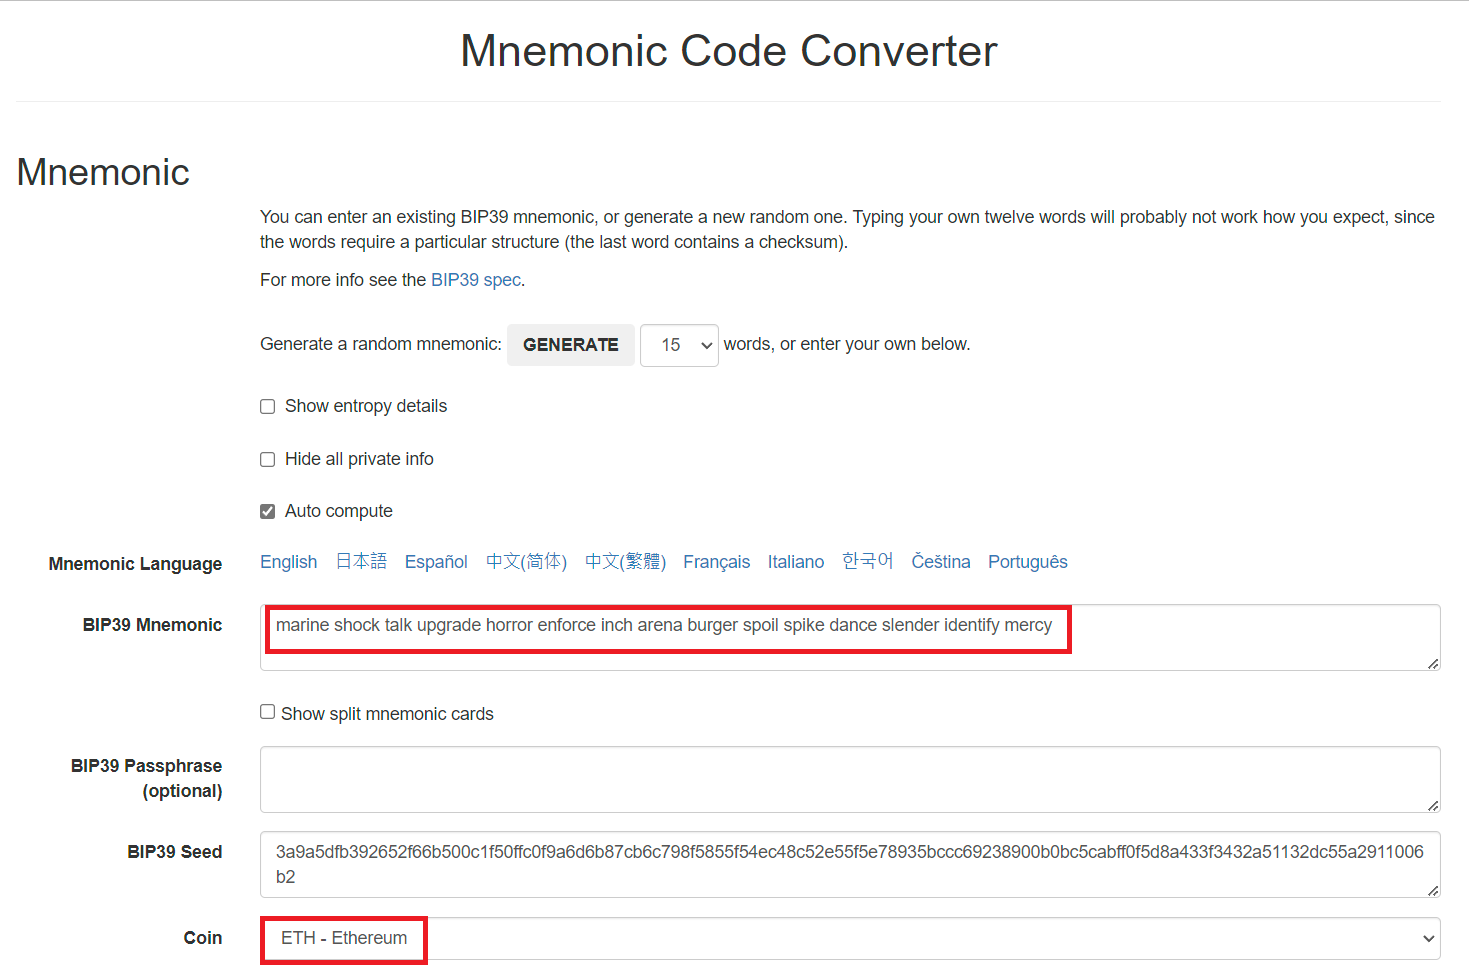 Mnemonic Code Converter
Mnemonic
You can enter an existing BIP39 mnemonic, or generate a new random one. Typing your own twelve words will probably not work how you expect, since
the words require a particular structure (the last word contains a checksum).
For more info see the BIP39 spec.
Generate a random mnemonic: GENERATE 15 words, or enter your own below.
Show entropy details
Hide all private info
Auto compute
Mnemonic Language English 日本語 Español 中文(简体) 中文(繁體) Français Italiano 한국어 Čeština Português
BIP39 Mnemonic marine shock talk upgrade horror enforce inch arena burger spoil spike dance slender identify mercy
Show split mnemonic cards
BIP39 Passphrase
(optional)
BIP39 Seed 3a9a5dfb392652f66b500c1f50ffc0f9a6d6b87cb6c798f5855f54ec48c52e55f5e78935bccc69238900b0bc5cabff0f5d8a433f3432a51132dc55a2911006
b2
Coin ETH - Ethereum